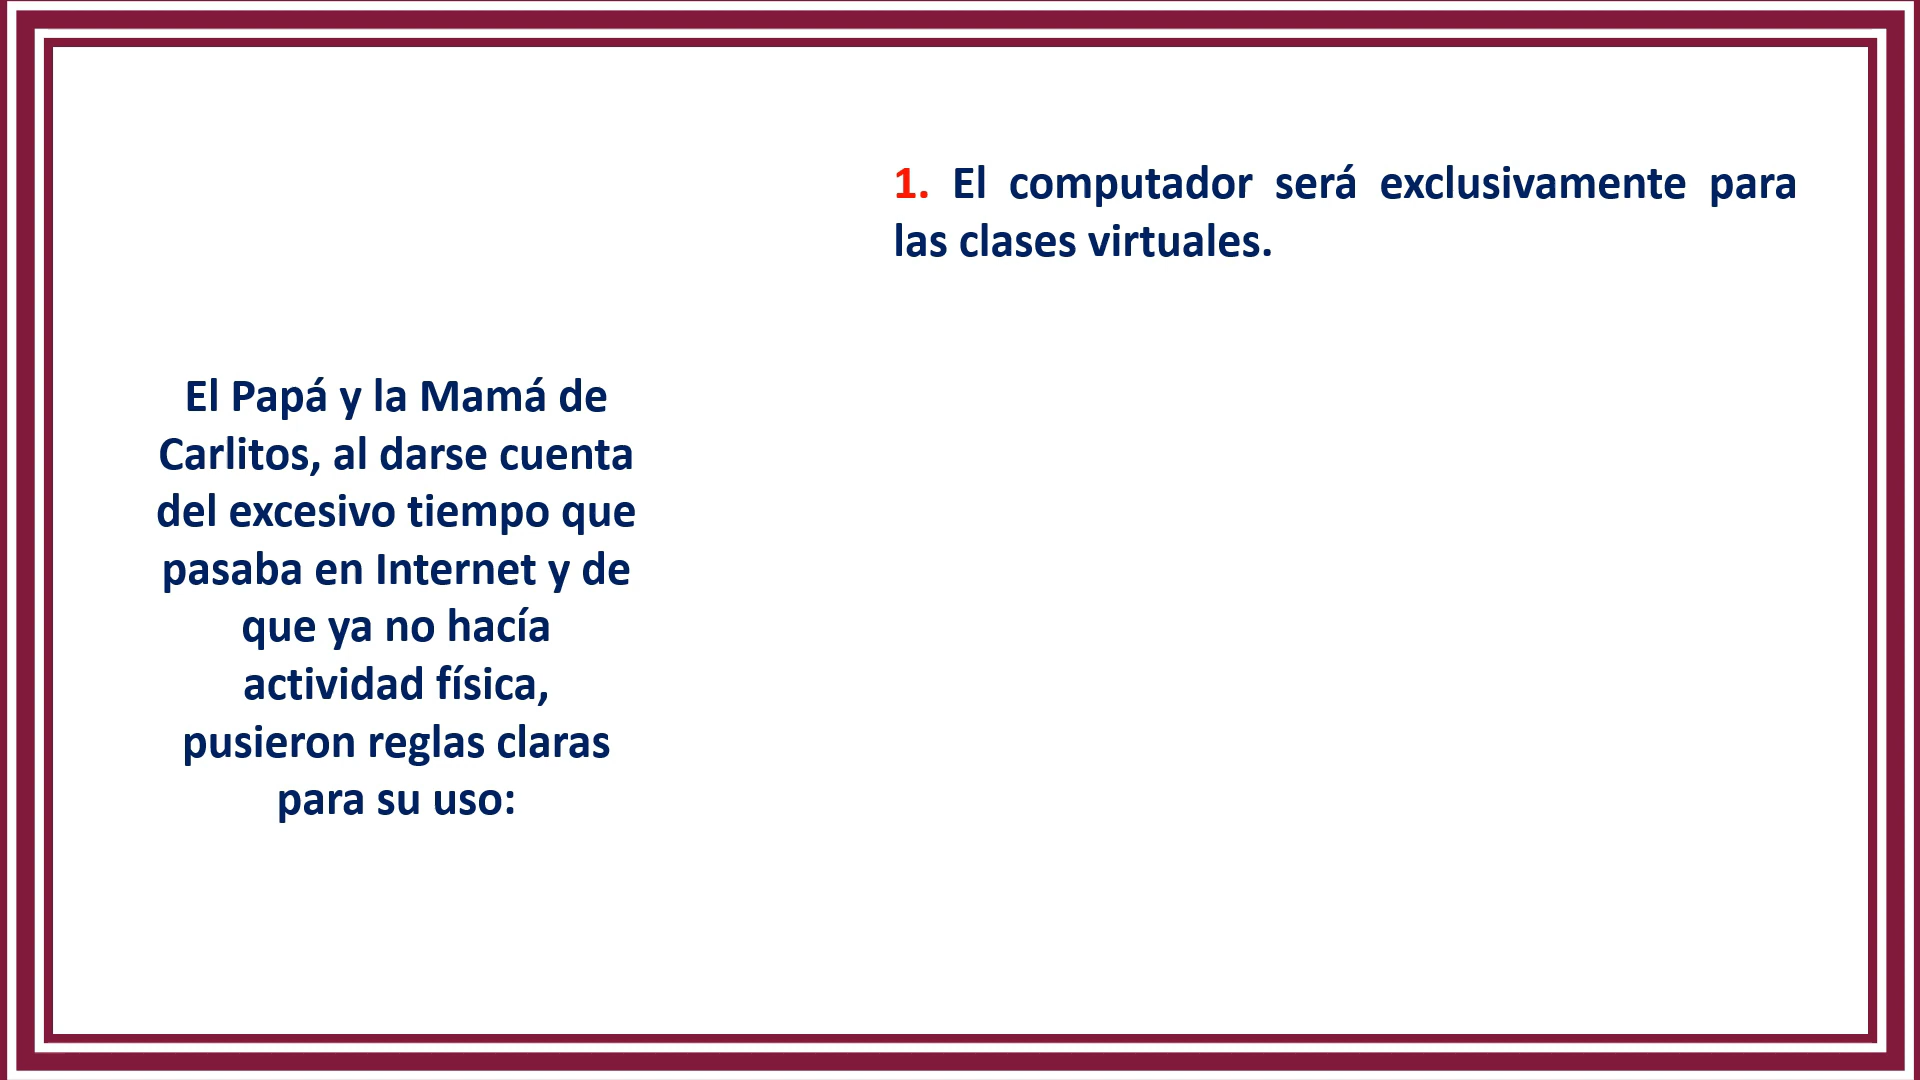 El Papá y la Mamá de
Carlitos, al darse cuenta
del excesivo tiempo que
pasaba en Internet y de
que ya no hacía
actividad física,
pusieron reglas claras
para su uso:
1. El computador será exclusivamente para
las clases virtuales.